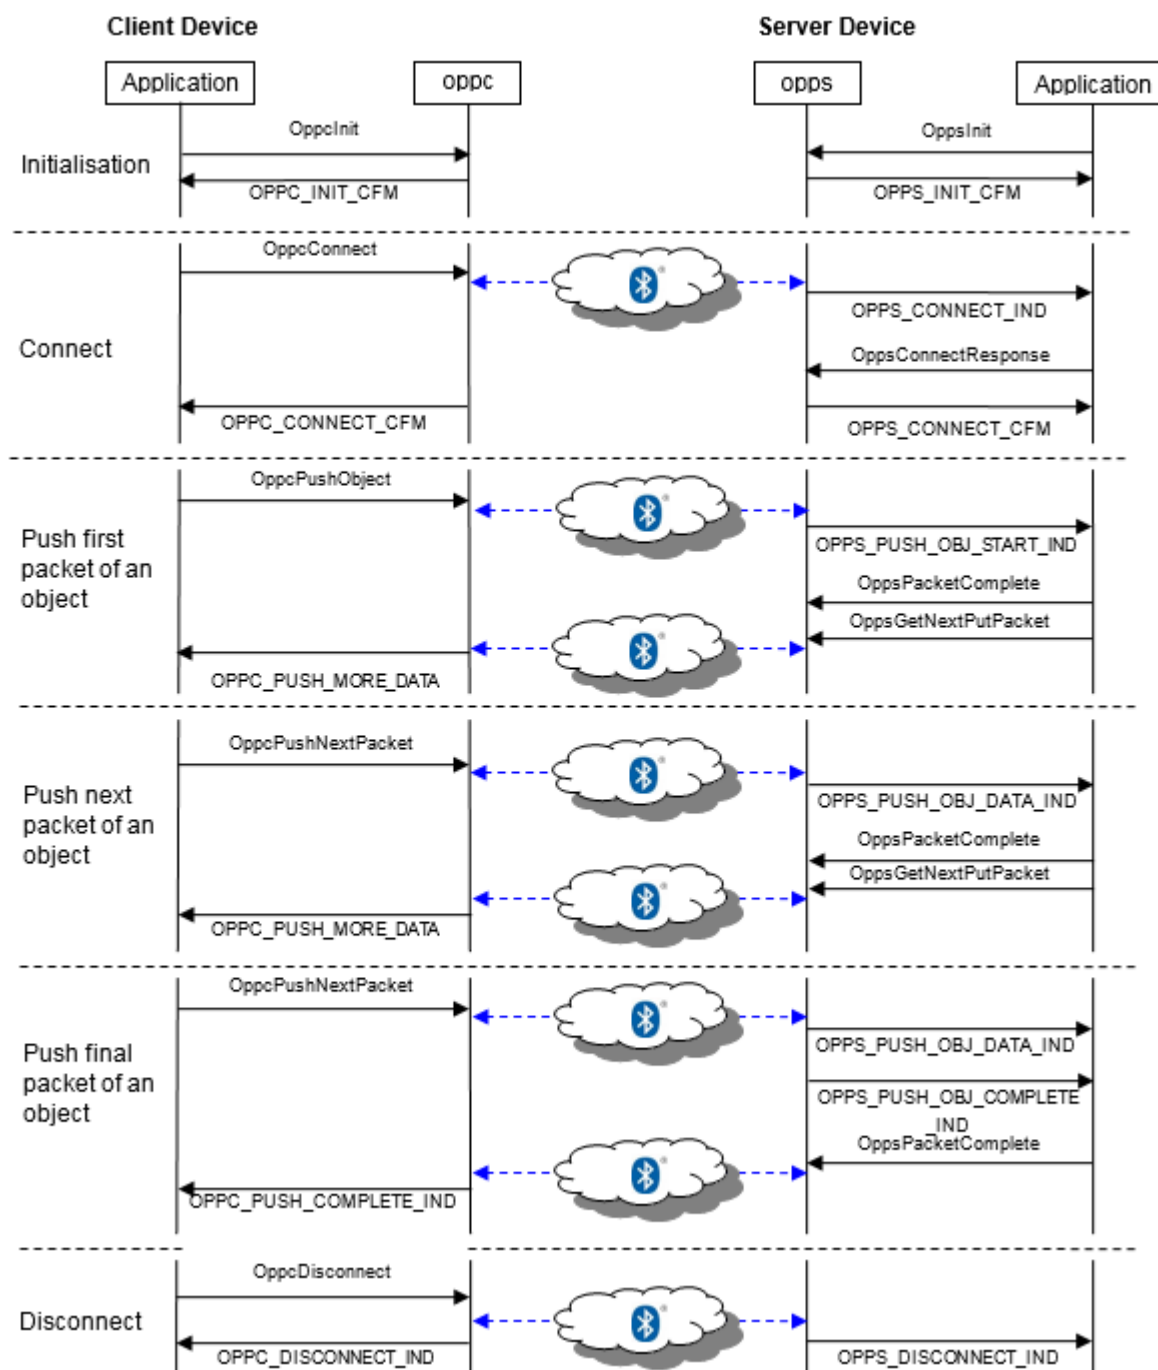 Client Device
Server Device
Application
oppc
opps
Application
Initialisation
OppcInit
OppsInit
OPPC_INIT_CFM
OPPS_INIT_CFM
Connect
OppcConnect
OPPS_CONNECT_IND
OppsConnectResponse
OPPC_CONNECT_CFM
OPPS_CONNECT_CFM
Push first
packet of an
object
OppcPushObject
OPPS_PUSH_OBJ_START_IND
OppsPacketComplete
OppsGetNextPutPacket
OPPC_PUSH_MORE_DATA
Push next
packet of an
object
OppcPushNextPacket
OPPS_PUSH_OBJ_DATA_IND
OppsPacketComplete
OppsGetNextPutPacket
OPPC_PUSH_MORE_DATA
Push final
packet of an
object
OppcPushNextPacket
OPPS_PUSH_OBJ_DATA_IND
OPPS_PUSH_OBJ_COMPLETE
_IND
OppsPacketComplete
OPPC_PUSH_COMPLETE_IND
Disconnect
OppcDisconnect
OPPC_DISCONNECT_IND
OPPS_DISCONNECT_IND